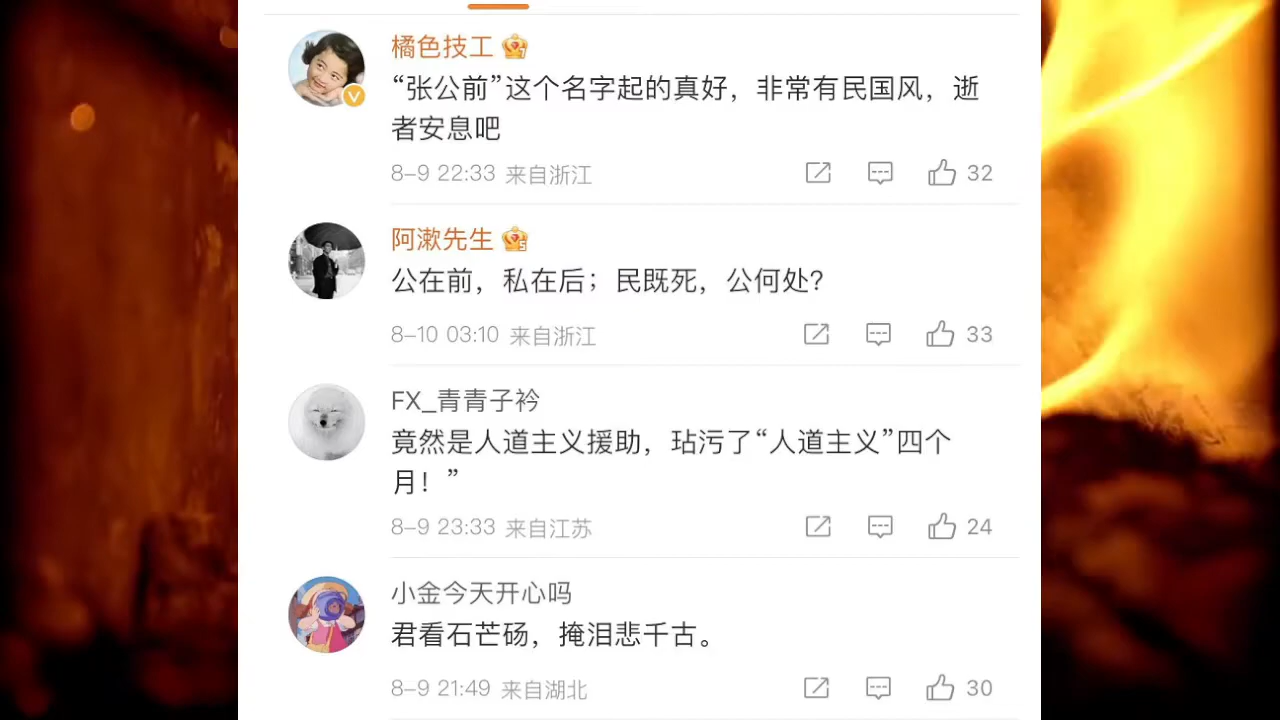 橘色技工
“张公前”这个名字起的真好，非常有民国风，逝
者安息吧
8-9 22:33 来自浙江
32
阿漱先生
公在前，私在后；民既死，公何处？
8-10 03:10 来自浙江
33
FX_青青子衿
竟然是人道主义援助，玷污了“人道主义”四个
月！”
8-9 23:33 来自江苏
24
小金今天开心吗
君看石芒砀，掩泪悲千古。
8-9 21:49 来自湖北
30